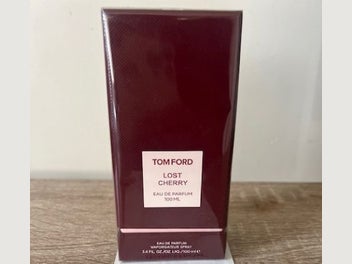 TOM FORD
LOST
CHERRY
EAU DE PARFUM
100 ML
EAU DE PARFUM
VAPORISATEUR SPRAY
3.4 FL.OZ./OZ.LIQ./100 ml ℮